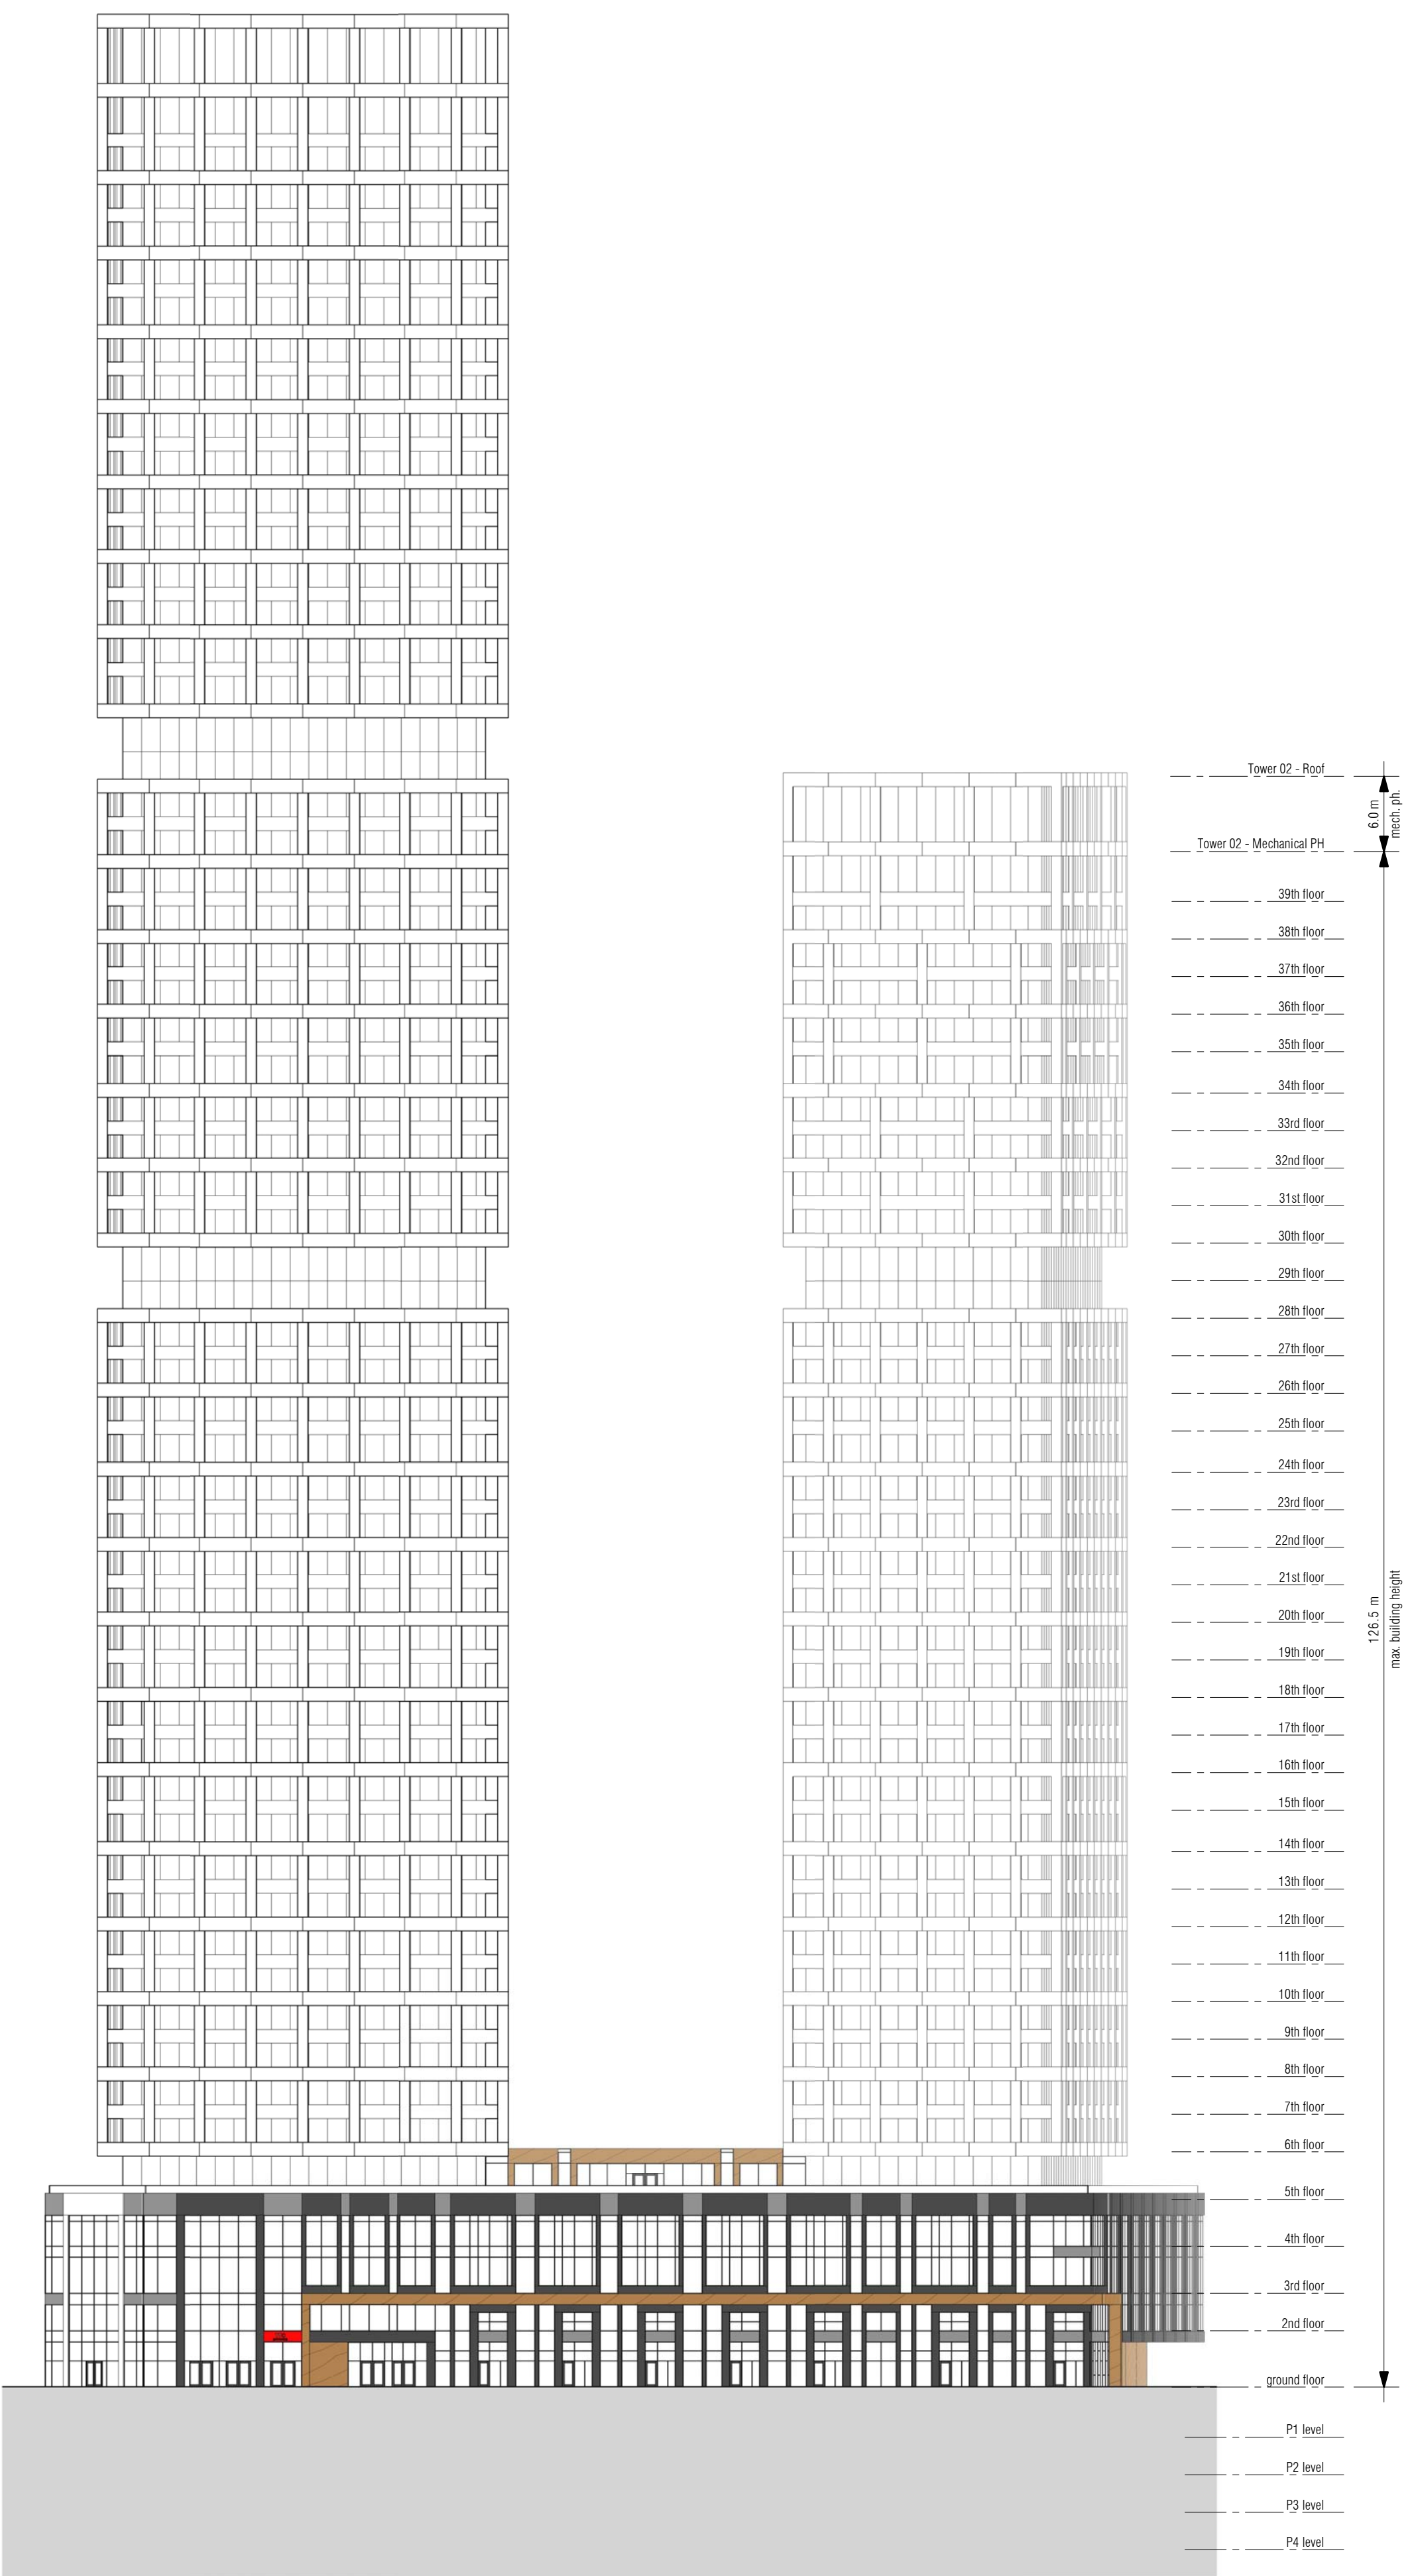 Tower 02 - Roof
6.0 m
mech. ph.
Tower 02 - Mechanical PH
39th floor
38th floor
37th floor
36th floor
35th floor
34th floor
33rd floor
32nd floor
31st floor
30th floor
29th floor
28th floor
27th floor
26th floor
25th floor
24th floor
23rd floor
22nd floor
21st floor
20th floor
126.5 m
max. building height
19th floor
18th floor
17th floor
16th floor
15th floor
14th floor
13th floor
12th floor
11th floor
10th floor
9th floor
8th floor
7th floor
6th floor
5th floor
4th floor
3rd floor
2nd floor
ground floor
P1 level
P2 level
P3 level
P4 level